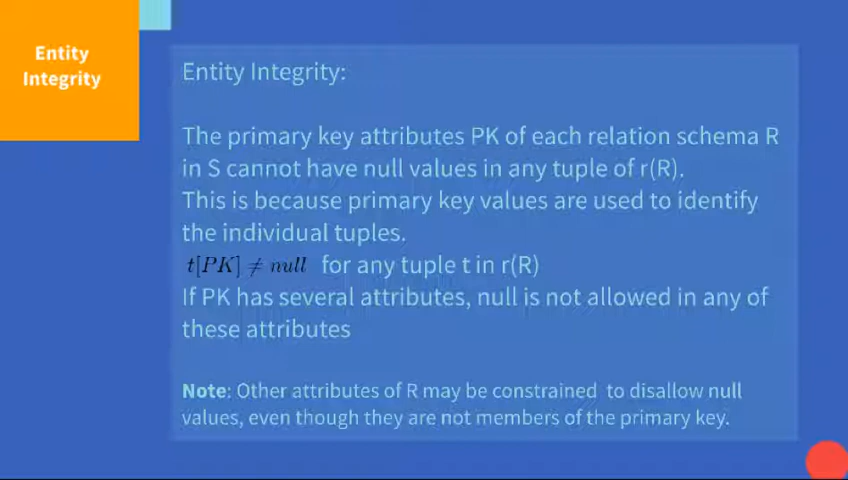 Entity
Integrity
Entity Integrity:
The primary key attributes PK of each relation schema R
in S cannot have null values in any tuple of r(R).
This is because primary key values are used to identify
the individual tuples.
t[PK] ≠ null for any tuple t in r(R)
If PK has several attributes, null is not allowed in any of
these attributes
Note: Other attributes of R may be constrained to disallow null
values, even though they are not members of the primary key.